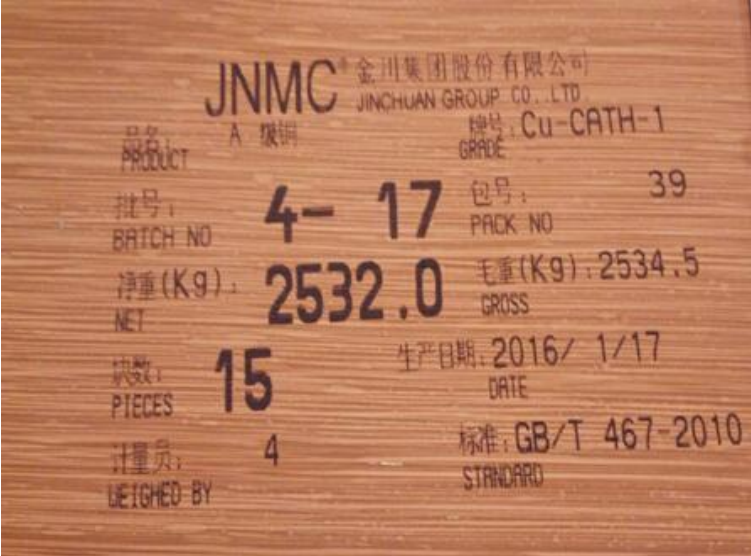 JNMC® 金川集团股份有限公司
JINCHUAN GROUP CO.,LTD.
品名: A 级铜 牌号: Cu-CATH-1
PRODUCT GRADE
批号: 4- 17 包号: 39
BATCH NO PACK NO
净重(Kg): 2532.0 毛重(Kg): 2534.5
NET GROSS
块数: 15 生产日期: 2016/ 1/17
PIECES DATE
计量员: 4 标准: GB/T 467-2010
WEIGHED BY STANDARD